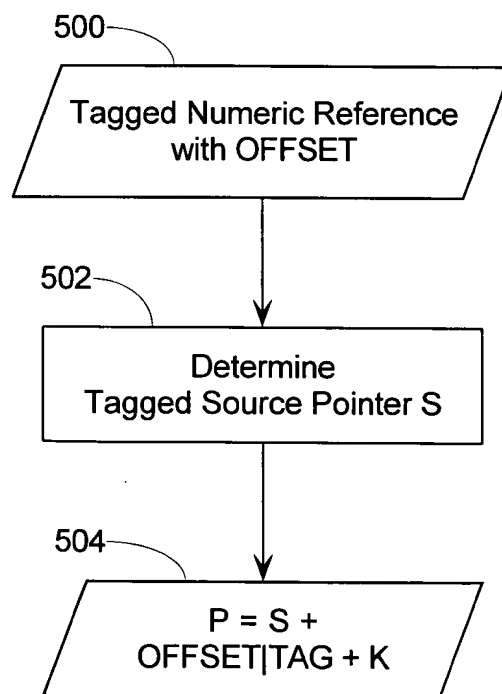 500
Tagged Numeric Reference
with OFFSET
502
Determine
Tagged Source Pointer S
504
P = S +
OFFSET|TAG + K